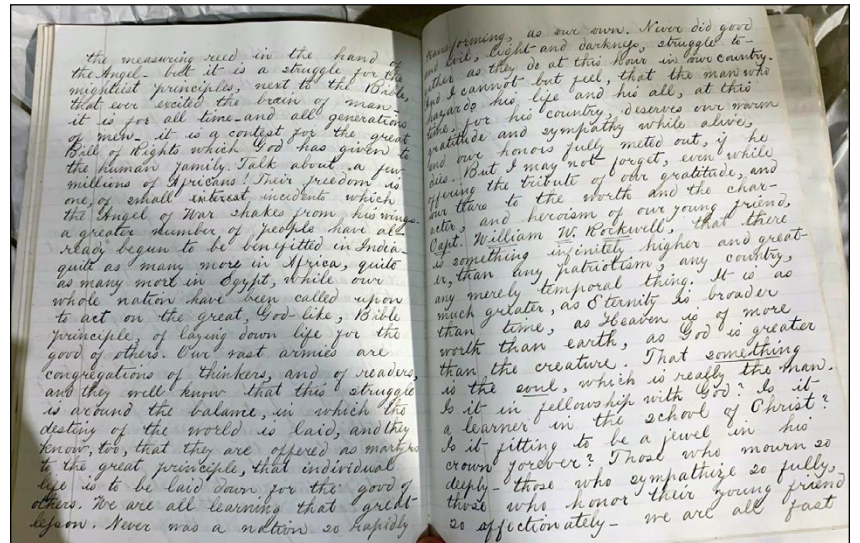 the measuring reed in the hand of
the Angel- but it is a struggle for the
mightiest principles, next to the Bible,
that ever excited the brain of man-
it is for all time- and all generations
of men- it is a contest for the great
Bill of Rights which God has given to
the human family. Talk about a few
millions of Africans! Their freedom is
one, of small interest, incidents which
the Angel of War shakes from his wings-
a greater number of people have al-
ready begun to be benifitted in India
quite as many more in Africa, quite
as many more in Egypt, while our
whole nation have been called upon
to act on the great, God-like, Bible
principle, of laying down life for the
good of others. Our vast armies are
congregations of thinkers, and of readers,
and they well know that this struggle
is around the balance, in which the
destiny of the world is laid, and they
know, too, that they are offered as martyrs
to the great principle, that individual
life is to be laid down for the good of
others. We are all learning that great
lesson. Never was a nation so rapidly
transforming, as our own. Never did good
and evil, light and darkness, struggle to-
gether as they do at this hour in our country.
And I cannot but feel, that the man who
hazards his life and his all, at this
time, for his country, deserves our warm
gratitude and sympathy while alive,
and our honors fully meted out, if he
dies. But I may not forget, even while
offering the tribute of our gratitude, and
our tears to the worth and the char-
acter, and heroism of our young friend,
Capt. William W. Rockwell, that there
is something infinitely higher and great-
er, than any patriotism, any country,
any merely temporal thing. It is as
much greater, as Eternity is broader
than time, as Heaven is of more
worth than earth, as God is greater
than the creature. That something
is the soul, which is really the man.
Is it in fellowship with God? Is it
a learner in the school of Christ?
Is it fitting to be a jewel in his
crown forever? Those who mourn so
deeply- those who sympathize so fully,
those who honor their young friend
so affectionately- we are all fast